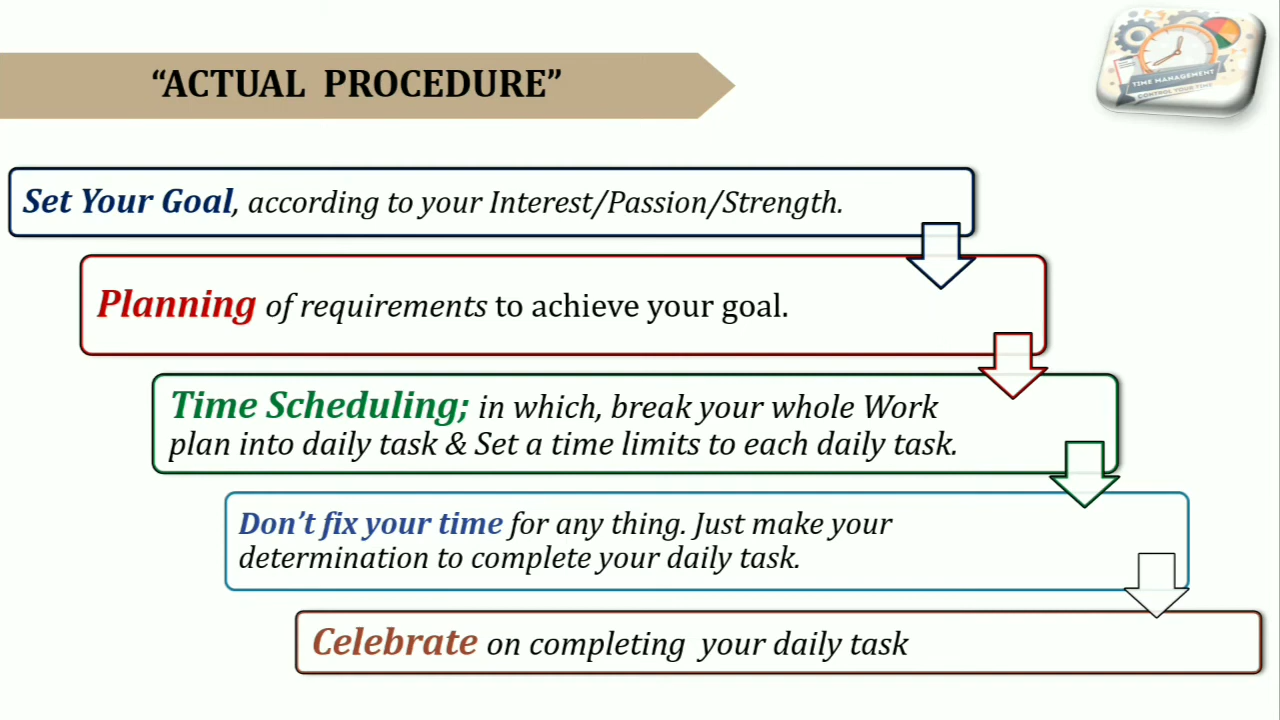 “ACTUAL PROCEDURE”
TIME MANAGEMENT
CONTROL YOUR TIME
Set Your Goal, according to your Interest/Passion/Strength.
Planning of requirements to achieve your goal.
Time Scheduling; in which, break your whole Work
plan into daily task & Set a time limits to each daily task.
Don’t fix your time for any thing. Just make your
determination to complete your daily task.
Celebrate on completing your daily task